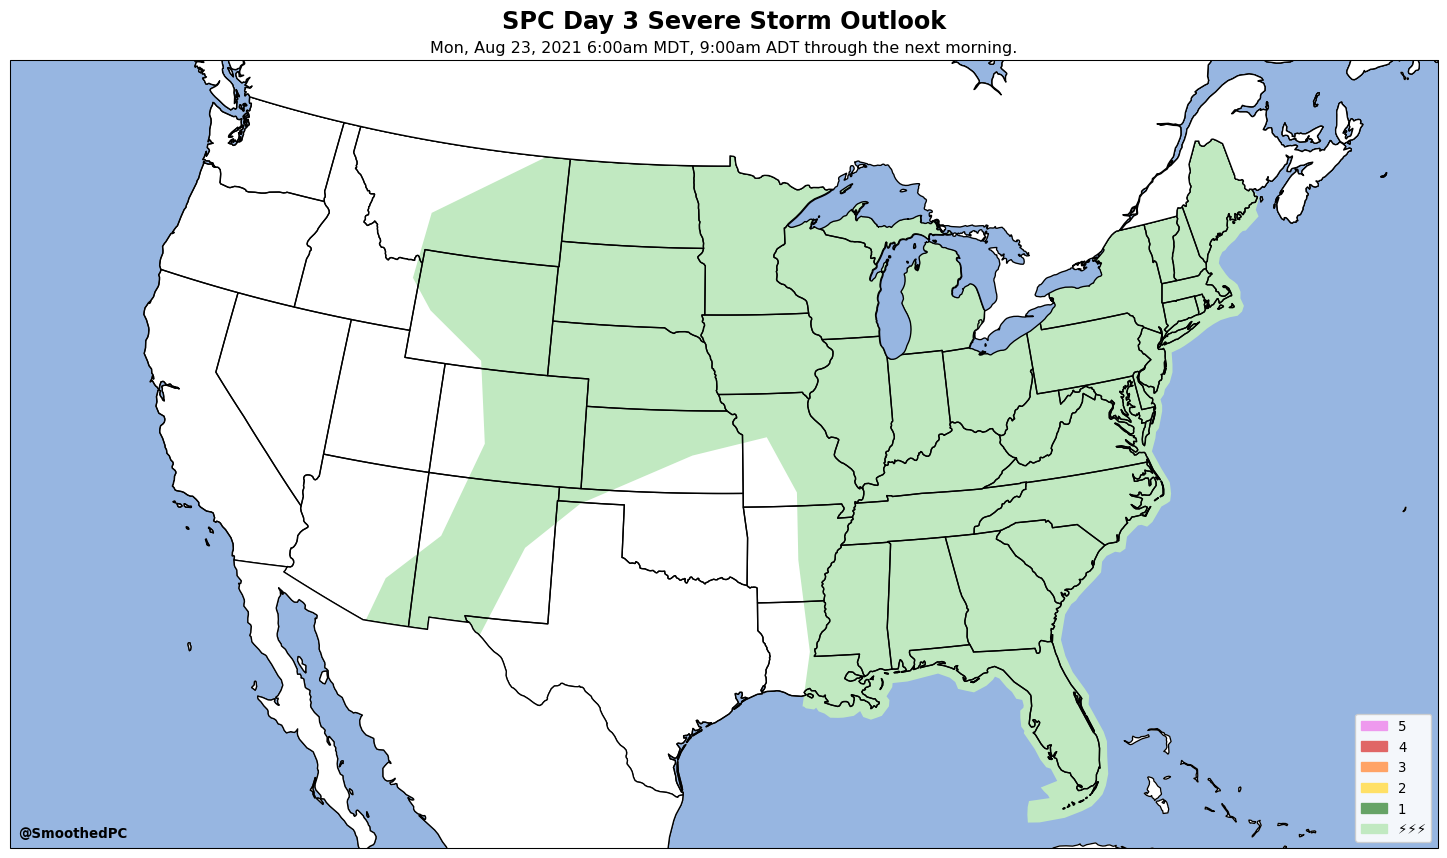 SPC Day 3 Severe Storm Outlook
Mon, Aug 23, 2021 6:00am MDT, 9:00am ADT through the next morning.
5
4
3
2
1
⚡⚡⚡
@SmoothedPC